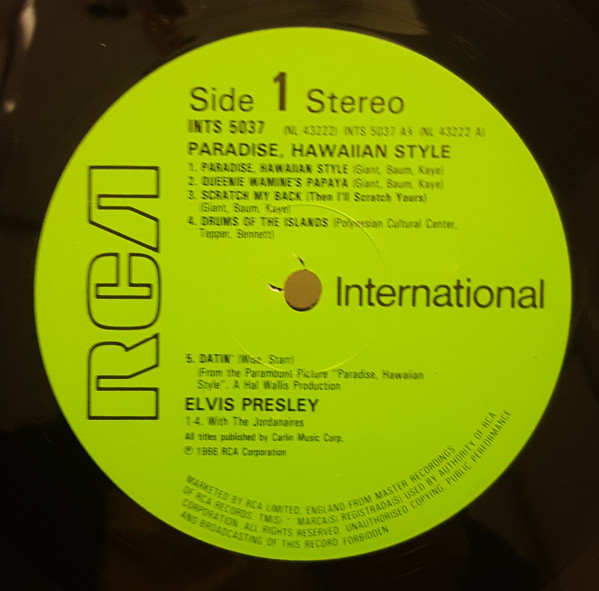 Side 1 Stereo
INTS 5037 (NL 43222) INTS 5037 A§ (NL 43222 A)
PARADISE, HAWAIIAN STYLE
1. PARADISE, HAWAIIAN STYLE (Giant, Baum, Kaye)
2. QUEENIE WAMINE'S PAPAYA (Giant, Baum, Kaye)
3. SCRATCH MY BACK (Then I'll Scratch Yours)
(Giant, Baum, Kaye)
4. DRUMS OF THE ISLANDS (Polynesian Cultural Center,
Tepper, Bennett)
RCA
International
5. DATIN' (Wise, Starr)
(From the Paramount Picture "Paradise, Hawaiian
Style". A Hal Wallis Production
ELVIS PRESLEY
1-4. With The Jordanaires
All titles published by Carlin Music Corp.
℗ 1966 RCA Corporation
MARKETED BY RCA LIMITED, ENGLAND FROM MASTER RECORDINGS
OF RCA RECORDS. TM(S) ® MARCA(S) REGISTRADA(S) USED BY AUTHORITY OF RCA
CORPORATION. ALL RIGHTS RESERVED. UNAUTHORISED COPYING, PUBLIC PERFORMANCE
AND BROADCASTING OF THIS RECORD FORBIDDEN